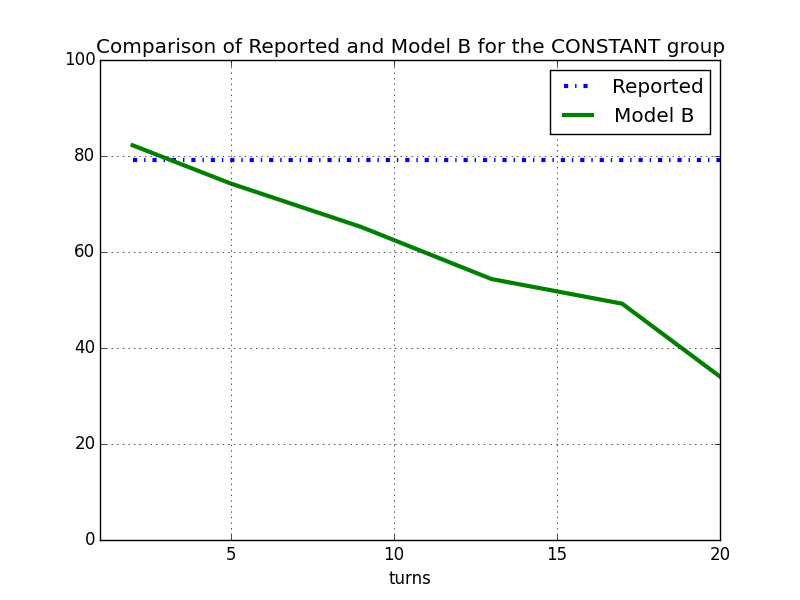 Comparison of Reported and Model B for the CONSTANT group
Reported
Model B
100
80
60
40
20
0
5 10 15 20
turns